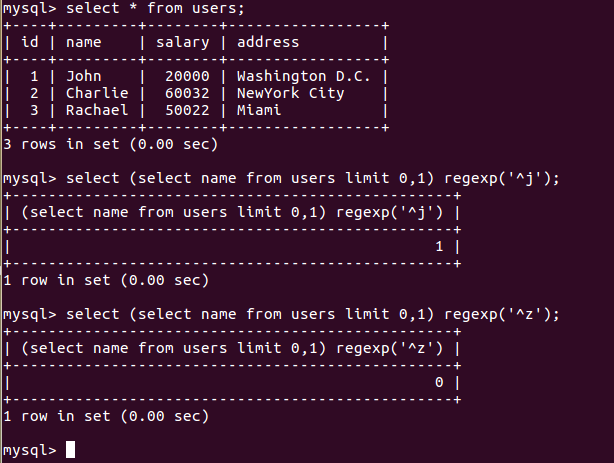 mysql> select * from users;
+----+---------+--------+-----------------+
| id | name    | salary | address         |
+----+---------+--------+-----------------+
|  1 | John    |  20000 | Washington D.C. |
|  2 | Charlie |  60032 | NewYork City    |
|  3 | Rachael |  50022 | Miami           |
+----+---------+--------+-----------------+
3 rows in set (0.00 sec)
mysql> select (select name from users limit 0,1) regexp('^j');
+-------------------------------------------------+
| (select name from users limit 0,1) regexp('^j') |
+-------------------------------------------------+
|                                               1 |
+-------------------------------------------------+
1 row in set (0.00 sec)
mysql> select (select name from users limit 0,1) regexp('^z');
+-------------------------------------------------+
| (select name from users limit 0,1) regexp('^z') |
+-------------------------------------------------+
|                                               0 |
+-------------------------------------------------+
1 row in set (0.00 sec)
mysql>